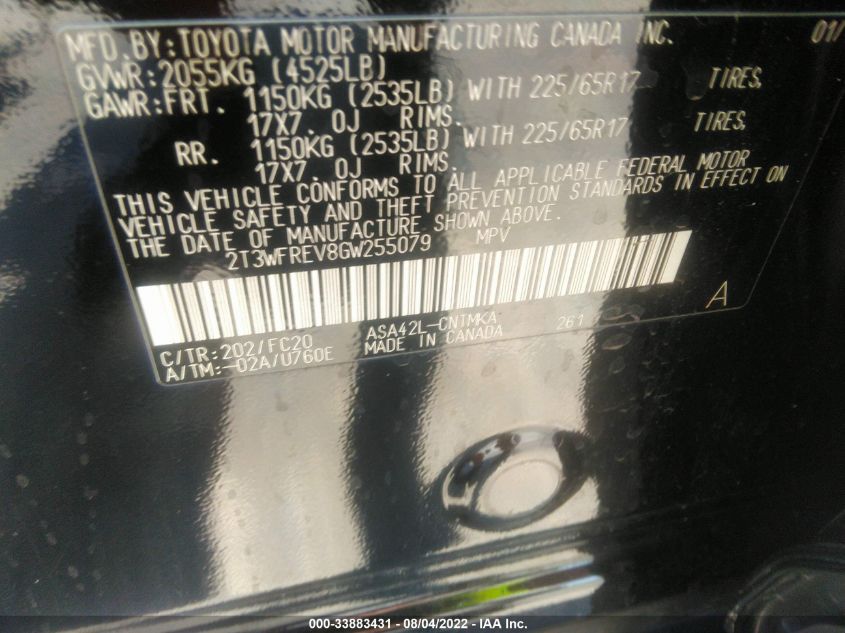 MFD. BY: TOYOTA MOTOR MANUFACTURING CANADA INC. 01/
GVWR: 2055KG (4525LB)
GAWR: FRT. 1150KG (2535LB) WITH 225/65R17 TIRES,
17X7. 0J RIMS.
RR. 1150KG (2535LB) WITH 225/65R17 TIRES,
17X7. 0J RIMS.
THIS VEHICLE CONFORMS TO ALL APPLICABLE FEDERAL MOTOR
VEHICLE SAFETY AND THEFT PREVENTION STANDARDS IN EFFECT ON
THE DATE OF MANUFACTURE SHOWN ABOVE.
2T3WFREV8GW255079 MPV
A
C/TR: 202/FC20 ASA42L-CNTMKA 261
A/TM: -02A/U760E MADE IN CANADA
000-33883431 - 08/04/2022 - IAA Inc.